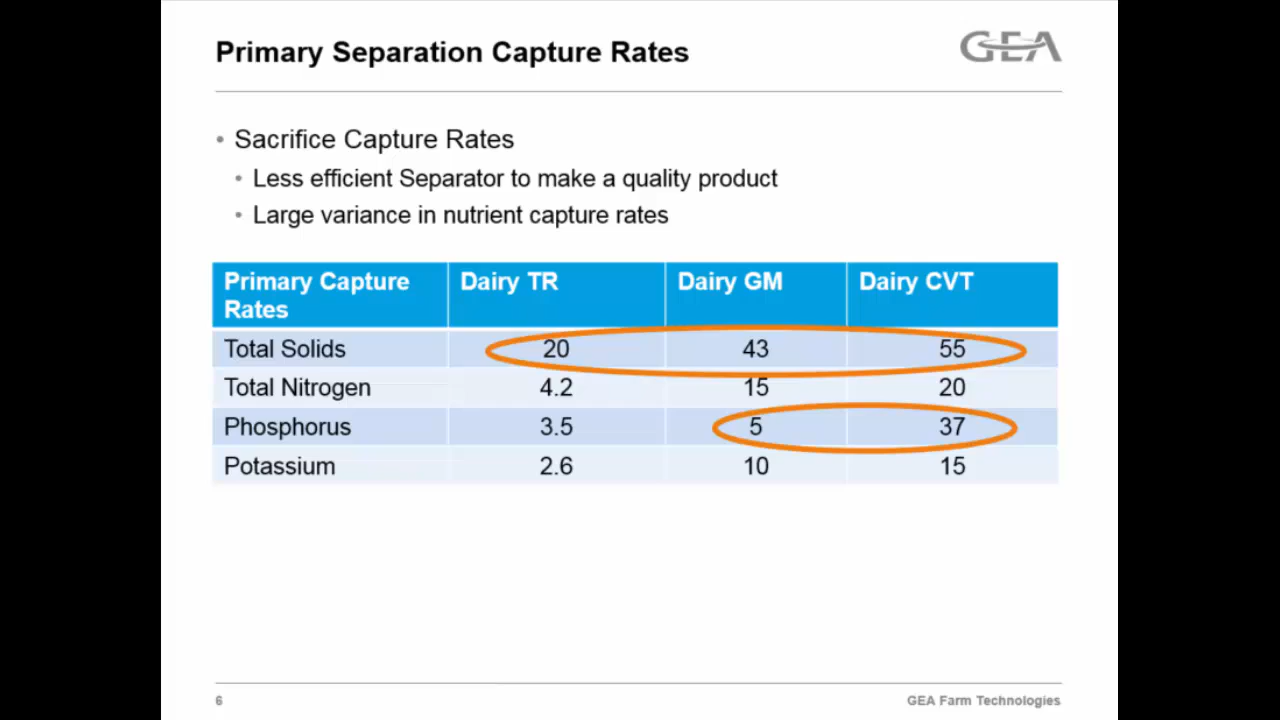 Primary Separation Capture Rates
GEA
• Sacrifice Capture Rates
• Less efficient Separator to make a quality product
• Large variance in nutrient capture rates
Primary Capture Rates Dairy TR Dairy GM Dairy CVT
Total Solids 20 43 55
Total Nitrogen 4.2 15 20
Phosphorus 3.5 5 37
Potassium 2.6 10 15
6 GEA Farm Technologies